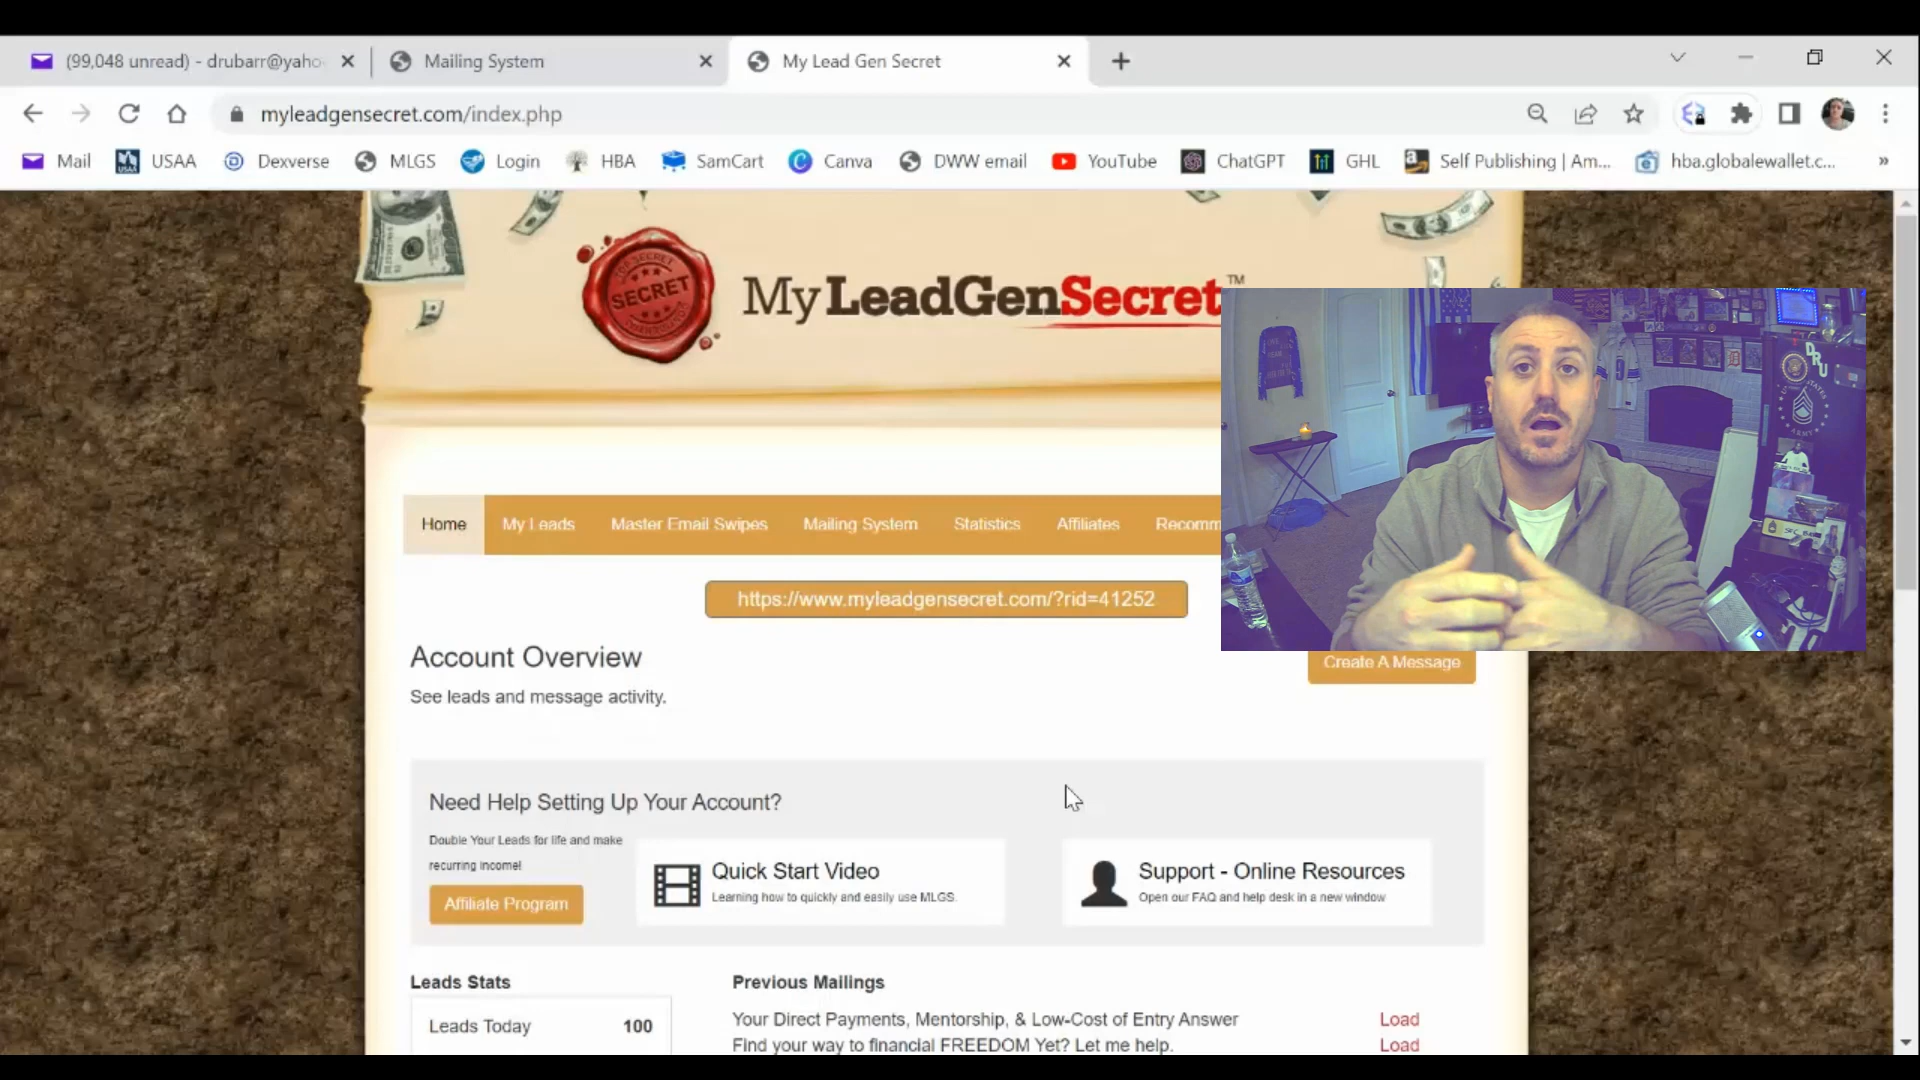 (99,048 unread) - drubarr@yaho
Mailing System
My Lead Gen Secret
myleadgensecret.com/index.php
Mail
USAA
Dexverse
MLGS
Login
HBA
SamCart
Canva
DWW email
YouTube
ChatGPT
GHL
Self Publishing | Am...
hba.globalewallet.c...
»
SECRET
MyLeadGenSecret™
DRU
ARMY
Home
My Leads
Master Email Swipes
Mailing System
Statistics
Affiliates
Recomm
https://www.myleadgensecret.com/?rid=41252
Account Overview
See leads and message activity.
Create A Message
Need Help Setting Up Your Account?
Double Your Leads for life and make
recurring income!
Affiliate Program
Quick Start Video
Learning how to quickly and easily use MLGS.
Support - Online Resources
Open our FAQ and help desk in a new window
Leads Stats
Leads Today 100
Previous Mailings
Your Direct Payments, Mentorship, & Low-Cost of Entry Answer Load
Find your way to financial FREEDOM Yet? Let me help. Load